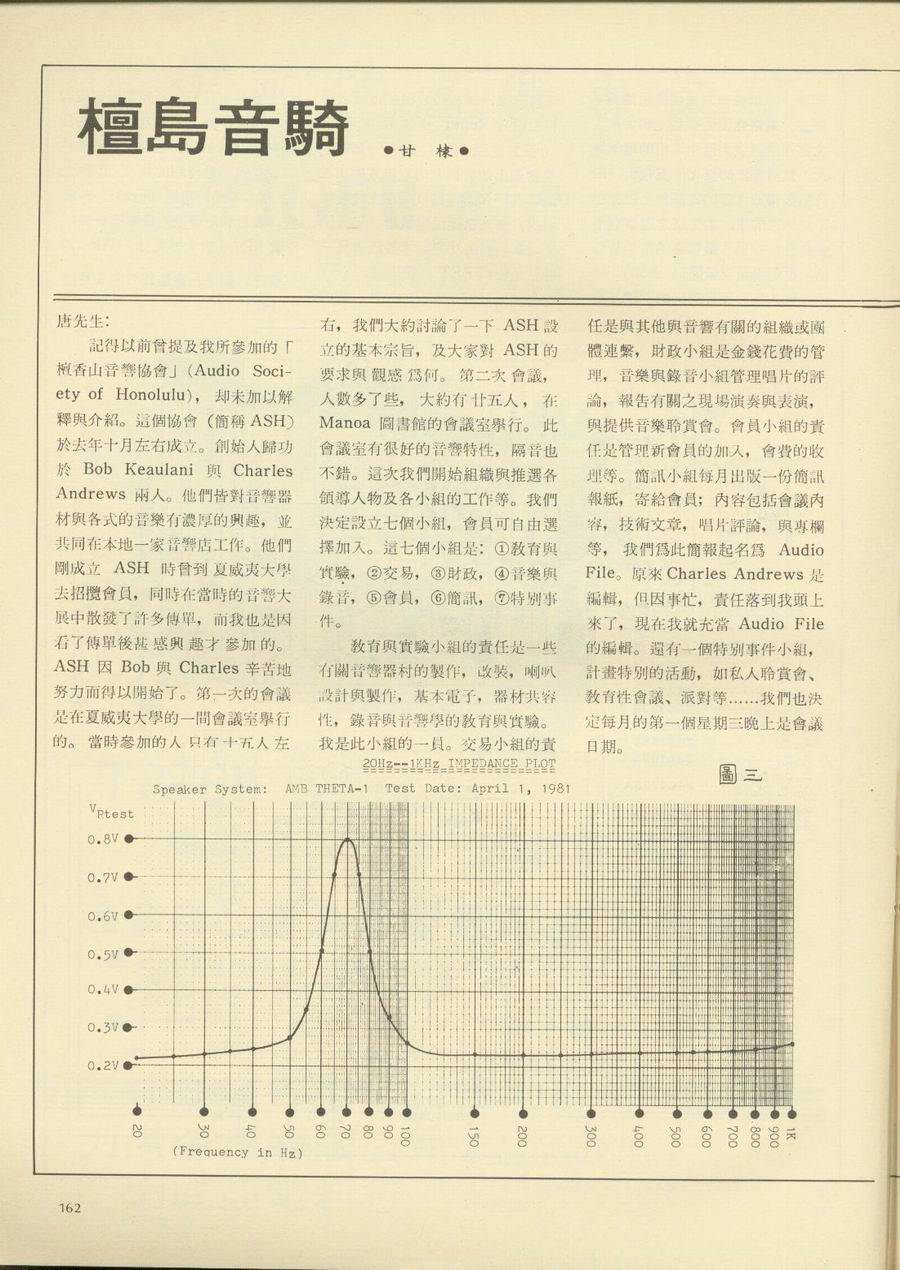 檀島音騎
●甘 棣●
唐先生:
記得以前曾提及我所參加的「
檀香山音響協會」(Audio Soci-
ety of Honolulu), 却未加以解
釋與介紹。這個協會 (簡稱 ASH)
於去年十月左右成立。創始人歸功
於 Bob Keaulani 與 Charles
Andrews 兩人。他們皆對音響器
材與各式的音樂有濃厚的興趣, 並
共同在本地一家音響店工作。他們
剛成立 ASH 時曾到夏威夷大學
去招攬會員, 同時在當時的音響大
展中散發了許多傳單, 而我也是因
看了傳單後甚感興趣才參加的。
ASH 因 Bob 與 Charles 辛苦地
努力而得以開始了。第一次的會議
是在夏威夷大學的一間會議室舉行
的。當時參加的人只有十五人左
右, 我們大約討論了一下 ASH 設
立的基本宗旨, 及大家對 ASH 的
要求與觀感爲何。第二次會議,
人數多了些, 大約有廿五人, 在
Manoa 圖書館的會議室舉行。此
會議室有很好的音響特性, 隔音也
不錯。這次我們開始組織與推選各
領導人物及各小組的工作等。我們
決定設立七個小組, 會員可自由選
擇加入。這七個小組是: ①教育與
實驗, ②交易, ③財政, ④音樂與
錄音, ⑤會員, ⑥簡訊, ⑦特別事
件。
教育與實驗小組的責任是一些
有關音響器材的製作, 改裝, 喇叭
設計與製作, 基本電子, 器材共容
性, 錄音與音響學的教育與實驗。
我是此小組的一員。交易小組的責
任是與其他與音響有關的組織或團
體連繫, 財政小組是金錢花費的管
理, 音樂與錄音小組管理唱片的評
論, 報告有關之現場演奏與表演,
與提供音樂聆賞會。會員小組的責
任是管理新會員的加入, 會費的收
理等。簡訊小組每月出版一份簡訊
報紙, 寄給會員; 內容包括會議內
容, 技術文章, 唱片評論, 與專欄
等, 我們爲此簡報起名爲 Audio
File。原來 Charles Andrews 是
編輯, 但因事忙, 責任落到我頭上
來了, 現在我就充當 Audio File
的編輯。還有一個特別事件小組,
計畫特別的活動, 如私人聆賞會、
教育性會議、派對等……我們也決
定每月的第一個星期三晚上是會議
日期。
圖三
20Hz--1KHz IMPEDANCE PLOT
Speaker System: AMB THETA-1 Test Date: April 1, 1981
VRtest
0.8V
0.7V
0.6V
0.5V
0.4V
0.3V
0.2V
20 30 40 50 60 70 80 90 100 150 200 300 400 500 600 700 800 900 1K
(Frequency in Hz)
162